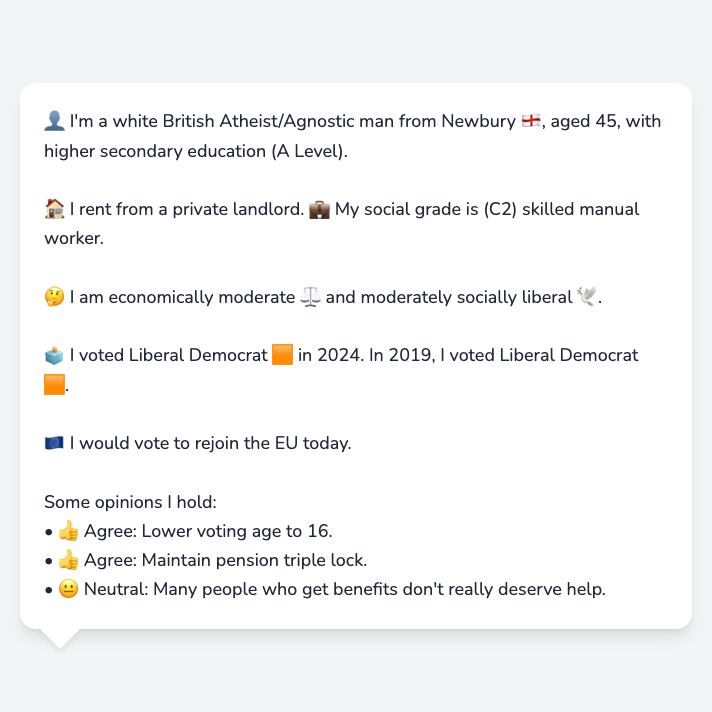 👤 I'm a white British Atheist/Agnostic man from Newbury 🏴󠁧󠁢󠁥󠁮󠁧󠁿, aged 45, with
higher secondary education (A Level).
🏠 I rent from a private landlord. 💼 My social grade is (C2) skilled manual
worker.
🤔 I am economically moderate ⚖️ and moderately socially liberal 🕊️.
🗳️ I voted Liberal Democrat 🟧 in 2024. In 2019, I voted Liberal Democrat
🟧.
🇪🇺 I would vote to rejoin the EU today.
Some opinions I hold:
• 👍 Agree: Lower voting age to 16.
• 👍 Agree: Maintain pension triple lock.
• 😐 Neutral: Many people who get benefits don't really deserve help.